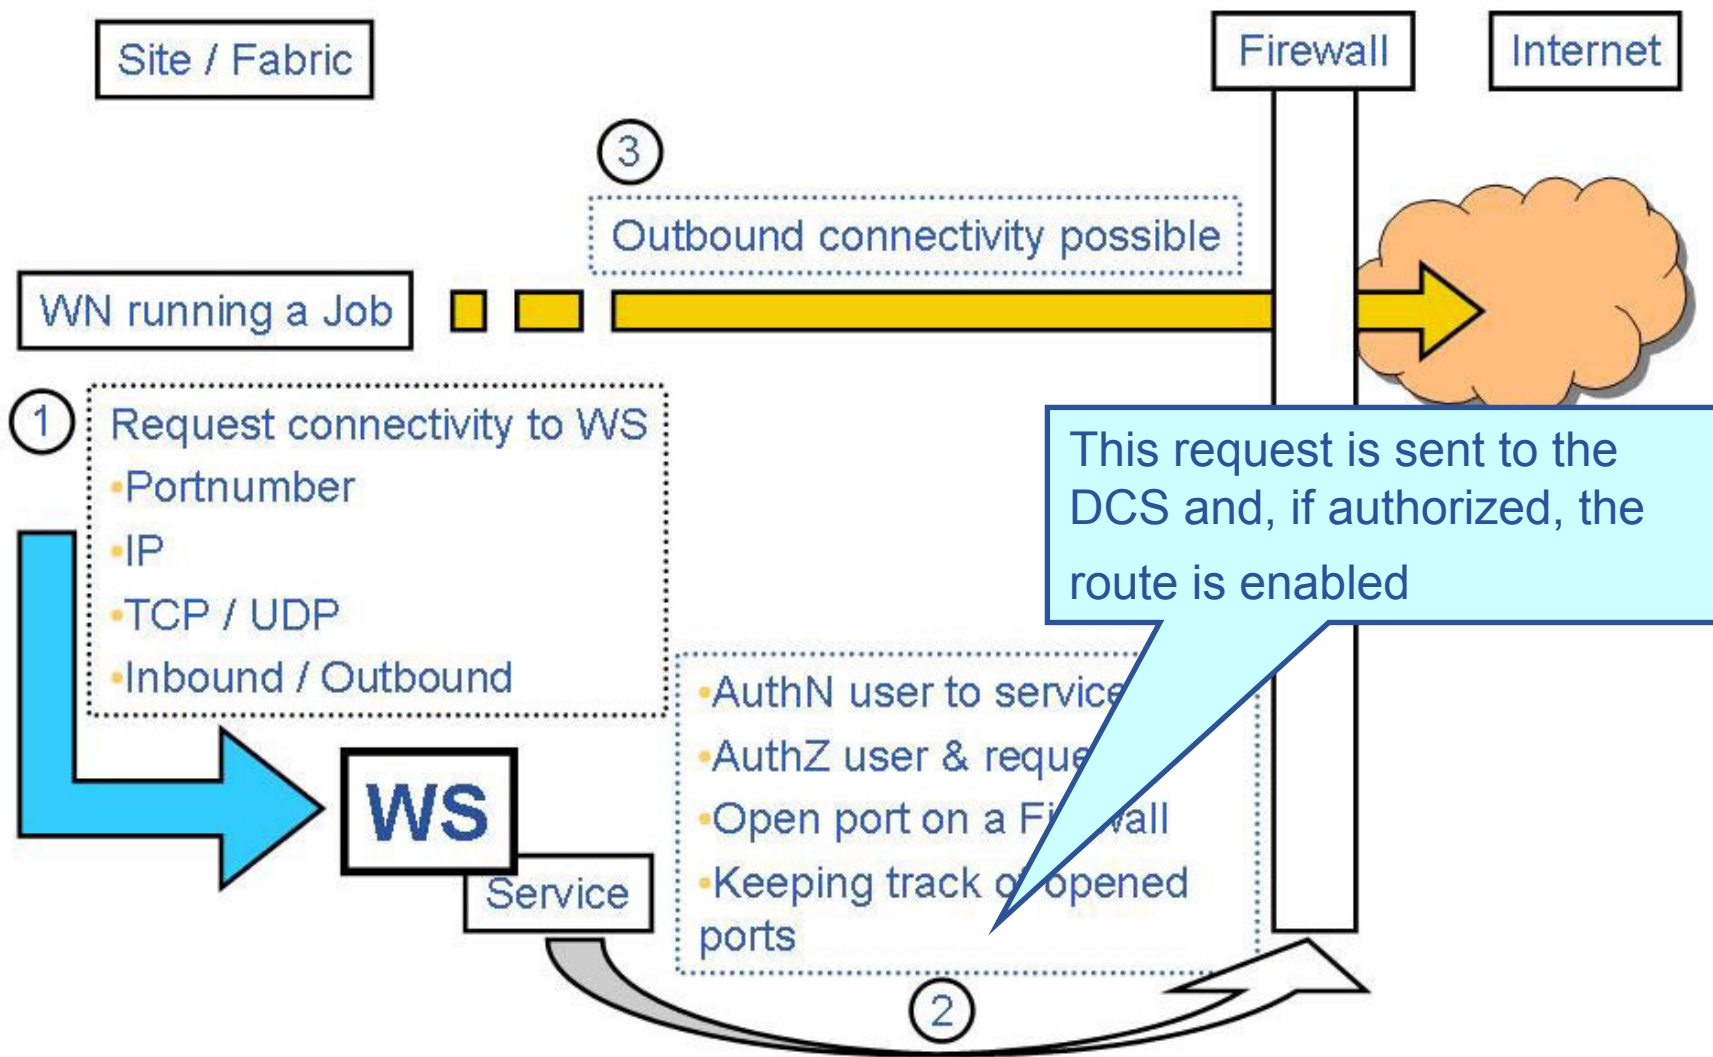 Site / Fabric
Firewall
Internet
3
Outbound connectivity possible
WN running a Job
1
Request connectivity to WS
•Portnumber
•IP
•TCP / UDP
•Inbound / Outbound
This request is sent to the
DCS and, if authorized, the
route is enabled
•AuthN user to service
•AuthZ user & reque
•Open port on a Fi wall
•Keeping track of opened
ports
WS
Service
2